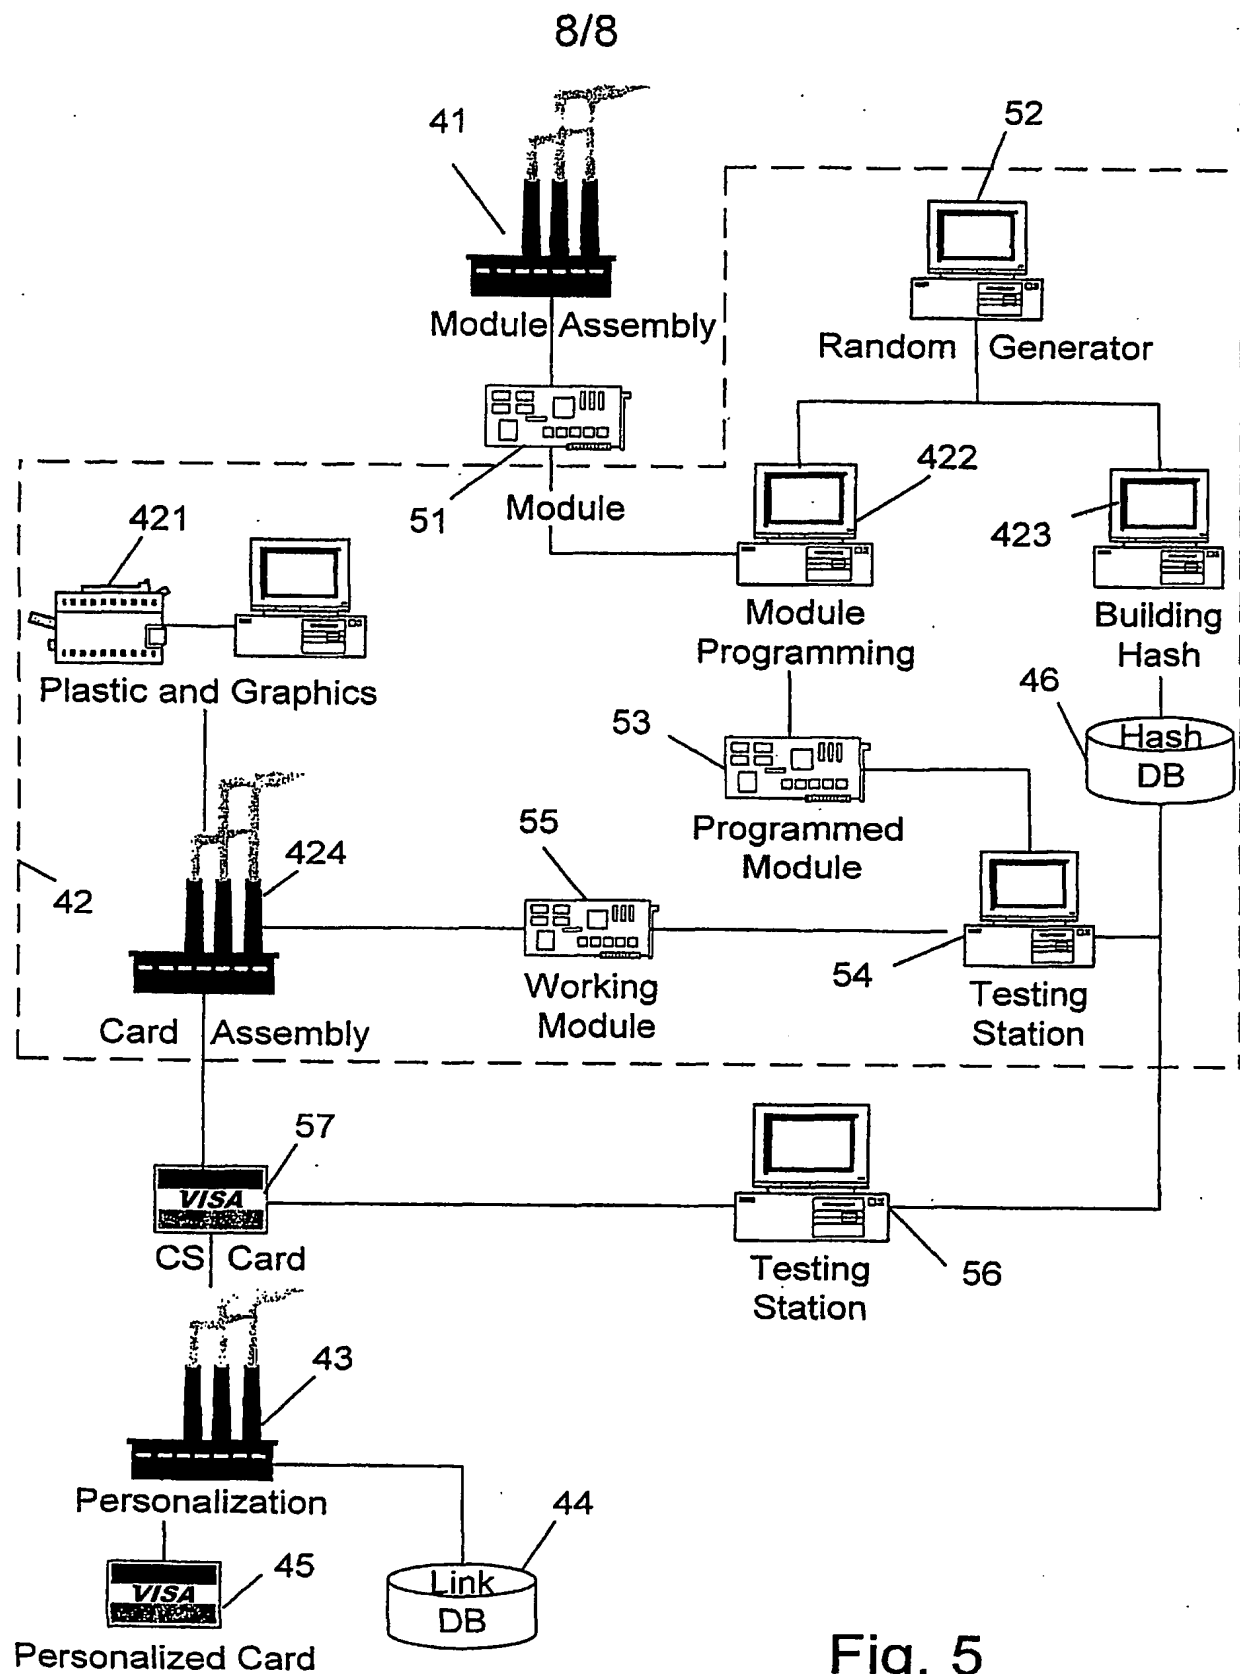 8/8
41
52
Module Assembly
Random Generator
51
Module
422
423
421
Module
Programming
Building
Hash
Plastic and Graphics
53
46
Hash
DB
Programmed
Module
55
424
42
54
Working
Module
Testing
Station
Card Assembly
57
VISA
CS Card
56
Testing
Station
43
Personalization
44
45
VISA
Link
DB
Personalized Card
Fig. 5